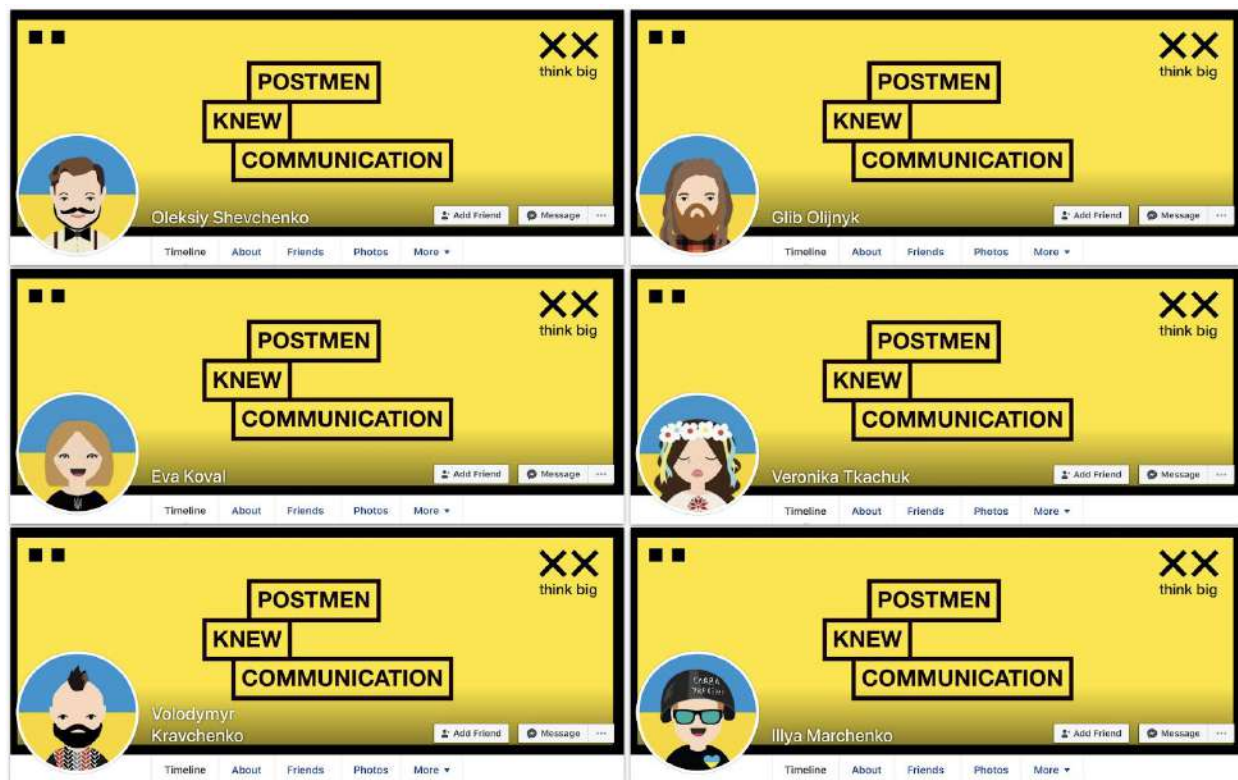 XX
think big
POSTMEN
KNEW
COMMUNICATION
Oleksiy Shevchenko
Add Friend Message ...
Timeline About Friends Photos More
XX
think big
POSTMEN
KNEW
COMMUNICATION
Glib Olijnyk
Add Friend Message ...
Timeline About Friends Photos More
XX
think big
POSTMEN
KNEW
COMMUNICATION
Eva Koval
Add Friend Message ...
Timeline About Friends Photos More
XX
think big
POSTMEN
KNEW
COMMUNICATION
Veronika Tkachuk
Add Friend Message ...
Timeline About Friends Photos More
XX
think big
POSTMEN
KNEW
COMMUNICATION
Volodymyr
Kravchenko
Add Friend Message ...
Timeline About Friends Photos More
XX
think big
POSTMEN
KNEW
COMMUNICATION
Illya Marchenko
Add Friend Message ...
Timeline About Friends Photos More